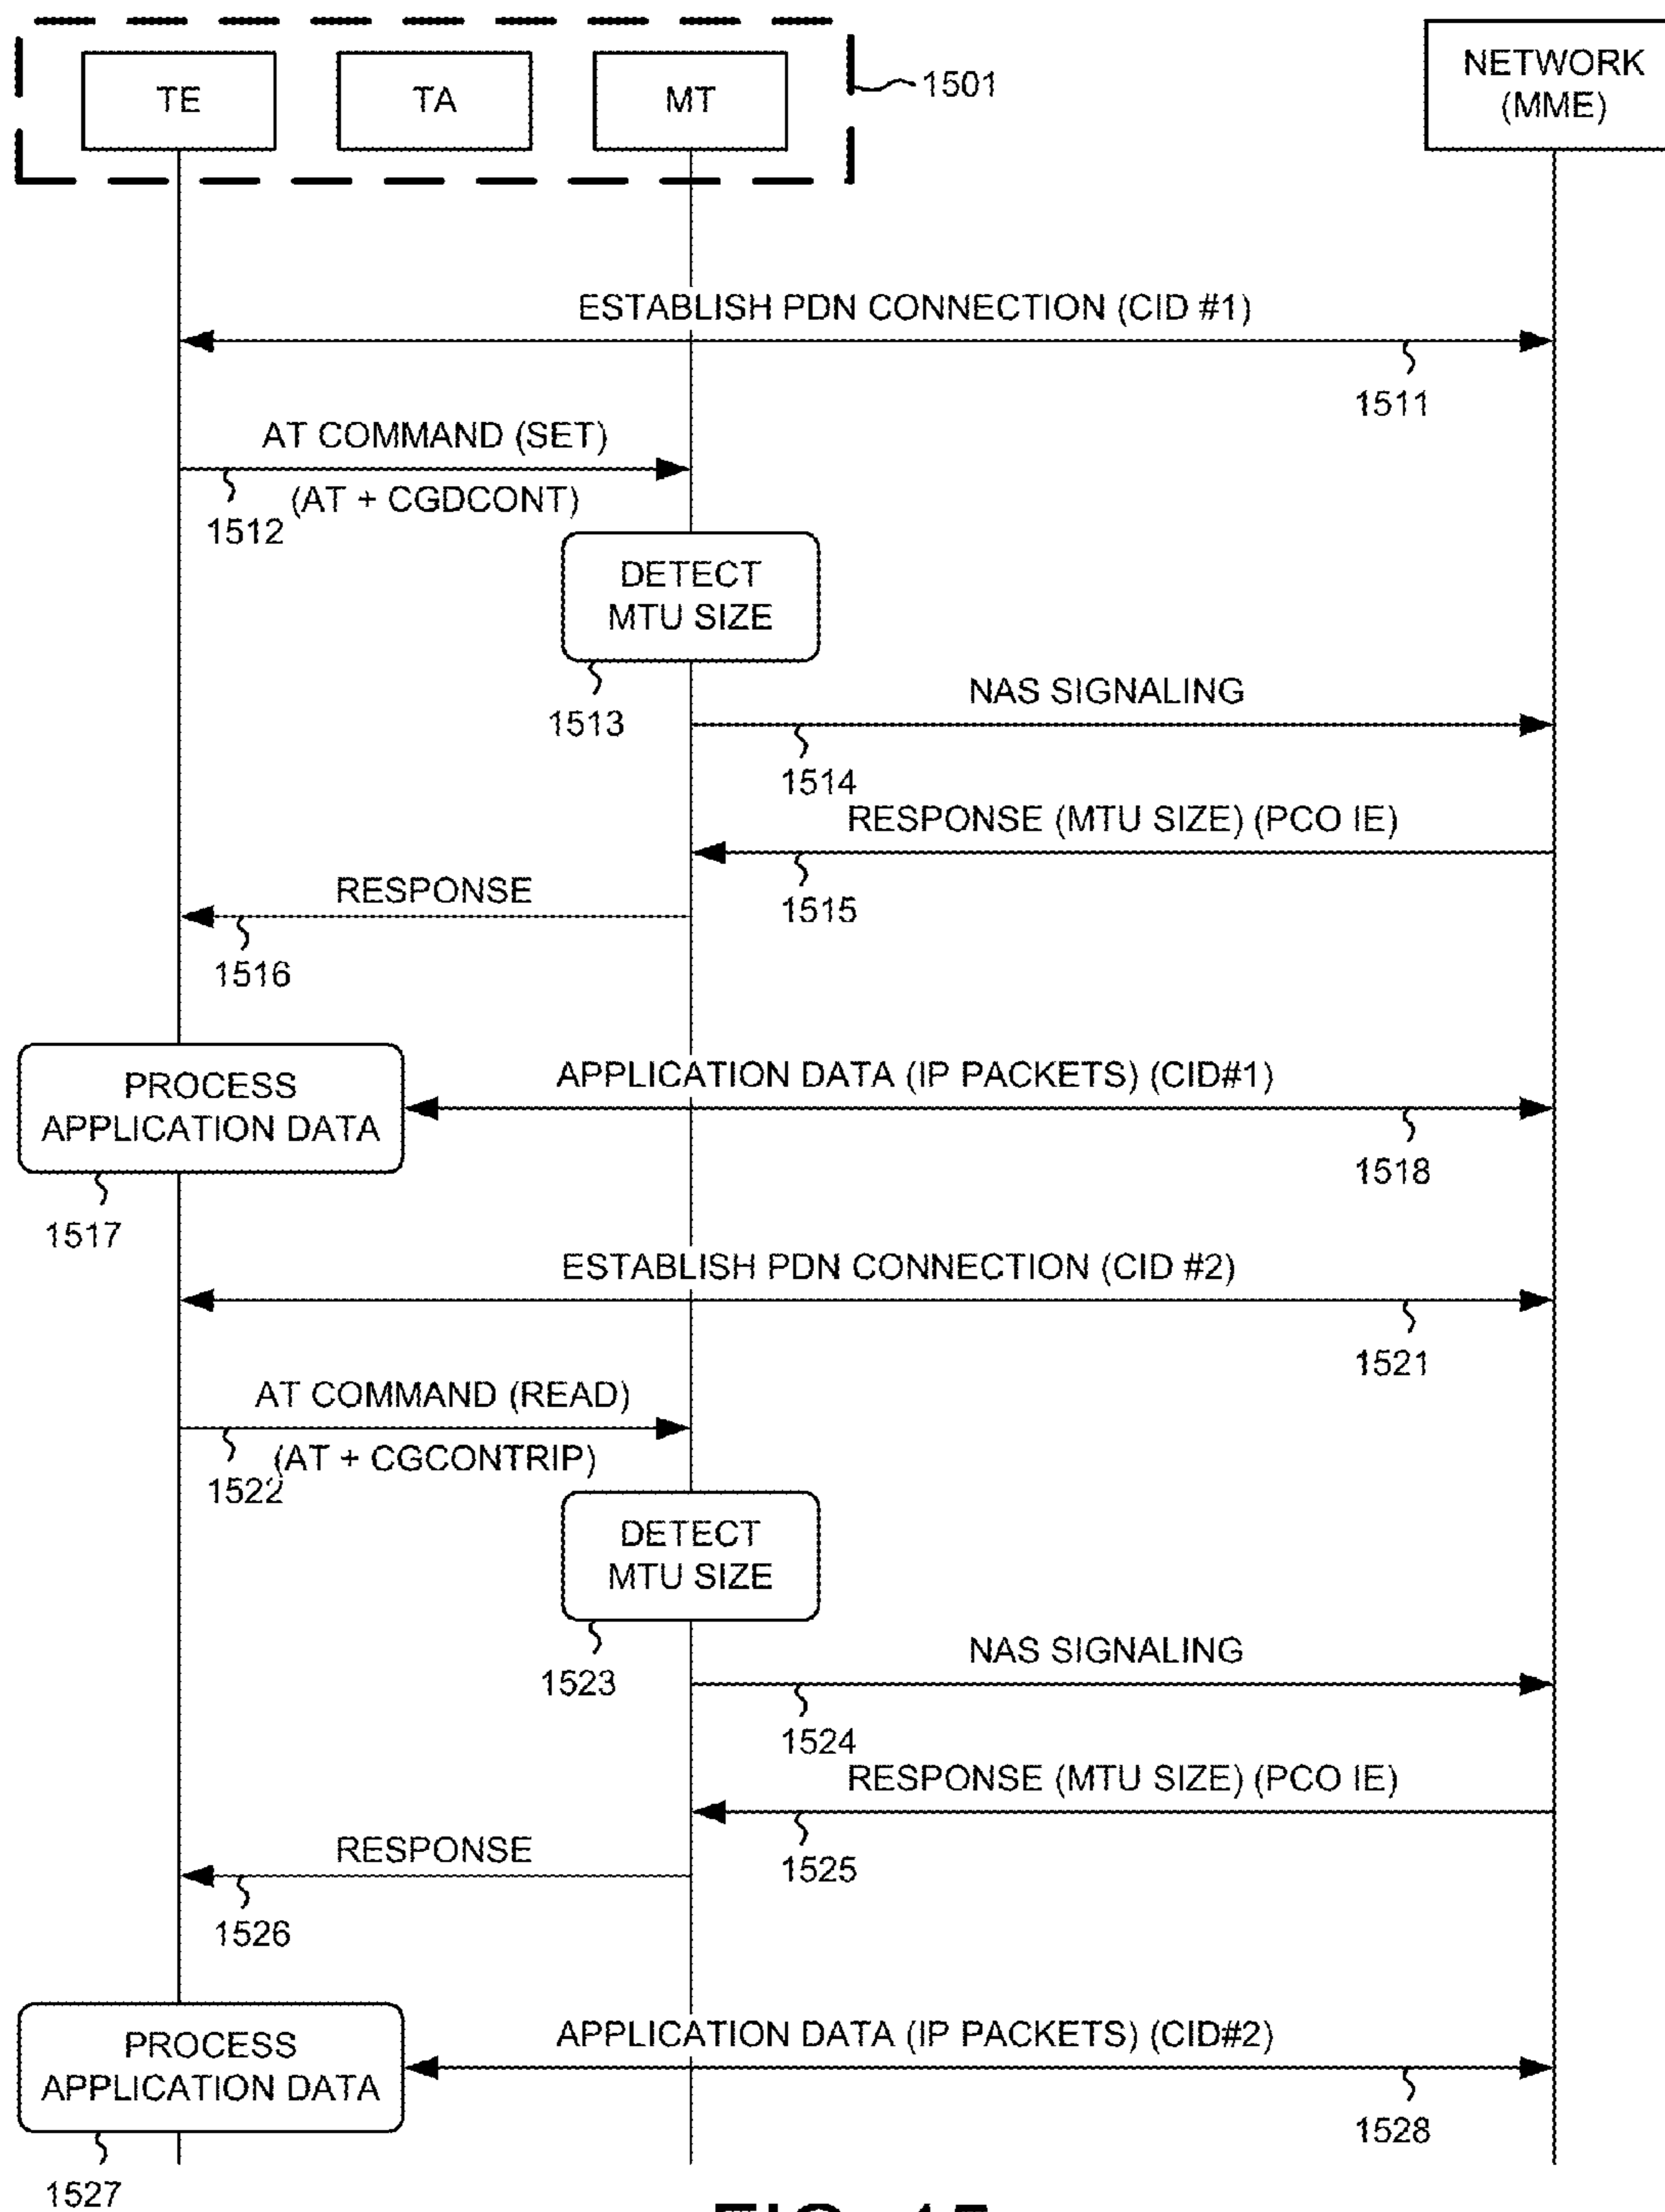 TE
TA
MT
1501
NETWORK
(MME)
ESTABLISH PDN CONNECTION (CID #1)
1511
AT COMMAND (SET)
(AT + CGDCONT)
1512
DETECT
MTU SIZE
1513
NAS SIGNALING
1514
RESPONSE (MTU SIZE) (PCO IE)
1515
RESPONSE
1516
PROCESS
APPLICATION DATA
1517
APPLICATION DATA (IP PACKETS) (CID#1)
1518
ESTABLISH PDN CONNECTION (CID #2)
1521
AT COMMAND (READ)
(AT + CGCONTRIP)
1522
DETECT
MTU SIZE
1523
NAS SIGNALING
1524
RESPONSE (MTU SIZE) (PCO IE)
1525
RESPONSE
1526
PROCESS
APPLICATION DATA
1527
APPLICATION DATA (IP PACKETS) (CID#2)
1528